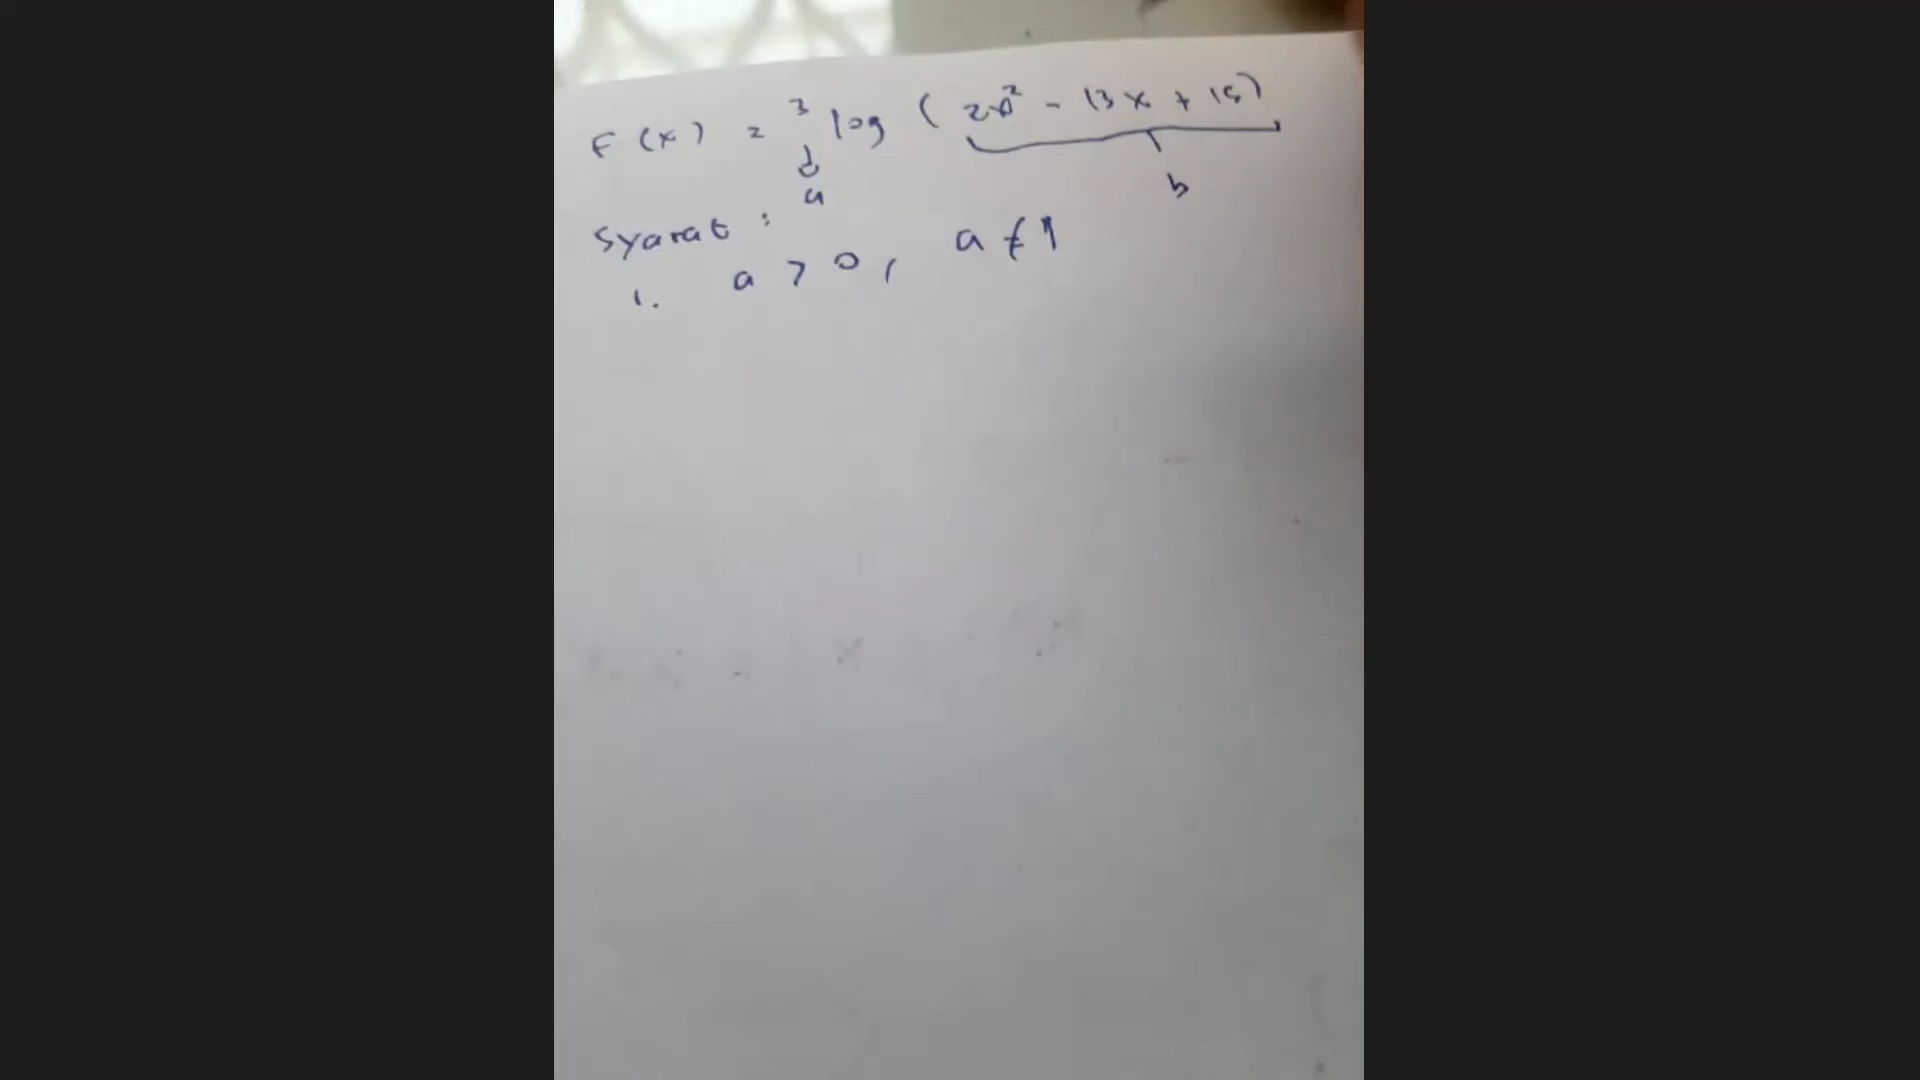 F(x) = ³log (2x² - 13x + 15)
a
b
Syarat :
1. a > 0, a ≠ 1